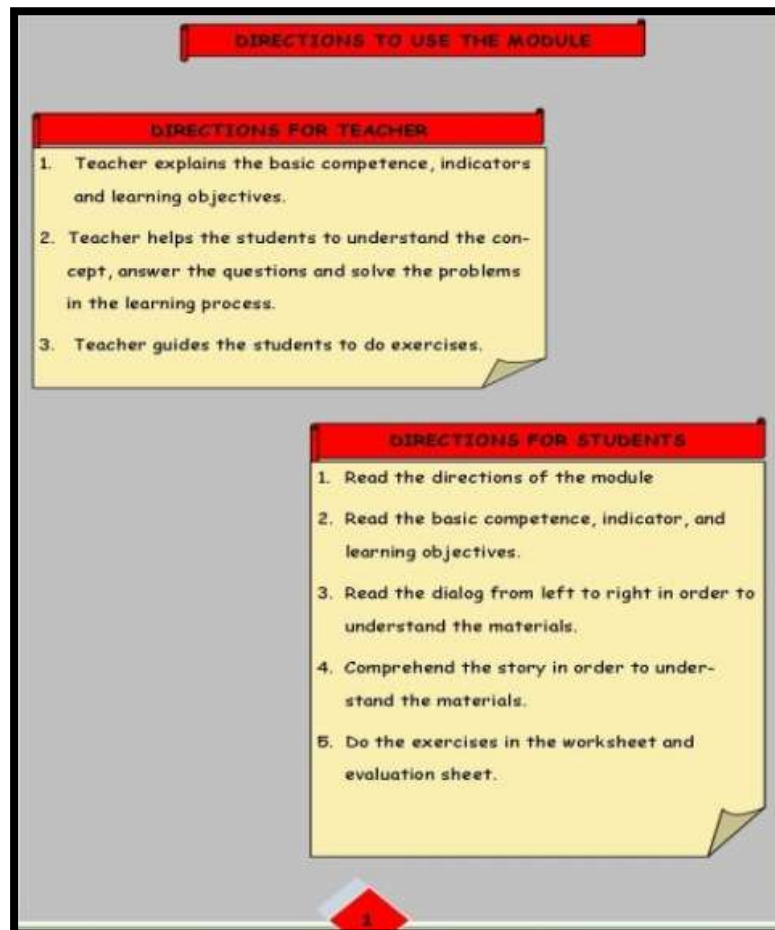 DIRECTIONS TO USE THE MODULE
DIRECTIONS FOR TEACHER
1. Teacher explains the basic competence, indicators
and learning objectives.
2. Teacher helps the students to understand the con-
cept, answer the questions and solve the problems
in the learning process.
3. Teacher guides the students to do exercises.
DIRECTIONS FOR STUDENTS
1. Read the directions of the module
2. Read the basic competence, indicator, and
learning objectives.
3. Read the dialog from left to right in order to
understand the materials.
4. Comprehend the story in order to under-
stand the materials.
5. Do the exercises in the worksheet and
evaluation sheet.
1